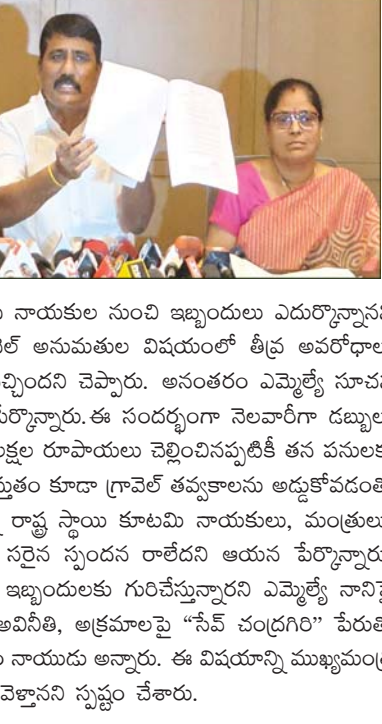 నాయకుల నుంచి ఇబ్బందులు ఎదుర్కొన్నానన
అనుమతుల విషయంలో తీవ్ర అవరోధాల
చ్చిందని చెప్పారు. అనంతరం ఎమ్మెల్యే సూచన
పేర్కొన్నారు.ఈ సందర్భంగా నెలవారీగా డబ్బుల
లక్షల రూపాయలు చెల్లించినప్పటికీ తన పనులక
స్తుతం కూడా గ్రావెల్ తవ్వకాలను అడ్డుకోవడంతో
రాష్ట్ర స్థాయి కూటమి నాయకులు, మంత్రులు
సరైన స్పందన రాలేదని ఆయన పేర్కొన్నారు
ఇబ్బందులకు గురిచేస్తున్నారని ఎమ్మెల్యే నానిపై
అవినీతి, అక్రమాలపై “సేవ్ చంద్రగిరి” పేరుత
నాయుడు అన్నారు. ఈ విషయాన్ని ముఖ్యమంత్ర
వెళ్తానని స్పష్టం చేశారు.